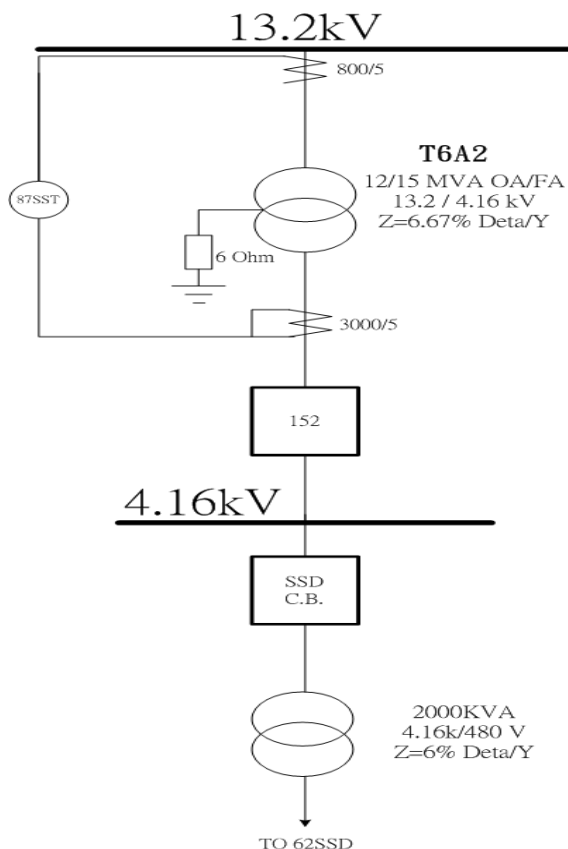 13.2kV
800/5
T6A2
12/15 MVA OA/FA
13.2 / 4.16 kV
Z=6.67% Deta/Y
87SST
6 Ohm
3000/5
152
4.16kV
SSD
C.B.
2000KVA
4.16k/480 V
Z=6% Deta/Y
TO 62SSD